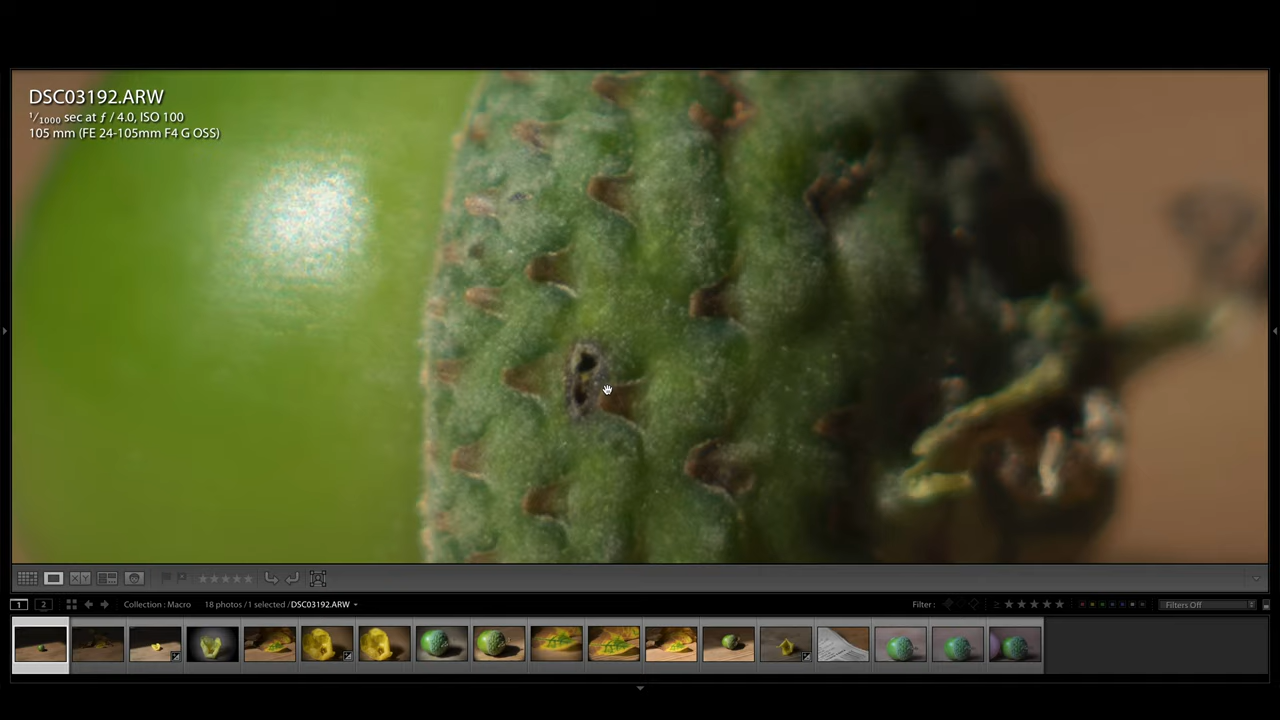 DSC03192.ARW
1/1000 sec at ƒ / 4.0, ISO 100
105 mm (FE 24-105mm F4 G OSS)
XY
1 2 Collection : Macro 18 photos / 1 selected / DSC03192.ARW Filter : ≥ Filters Off